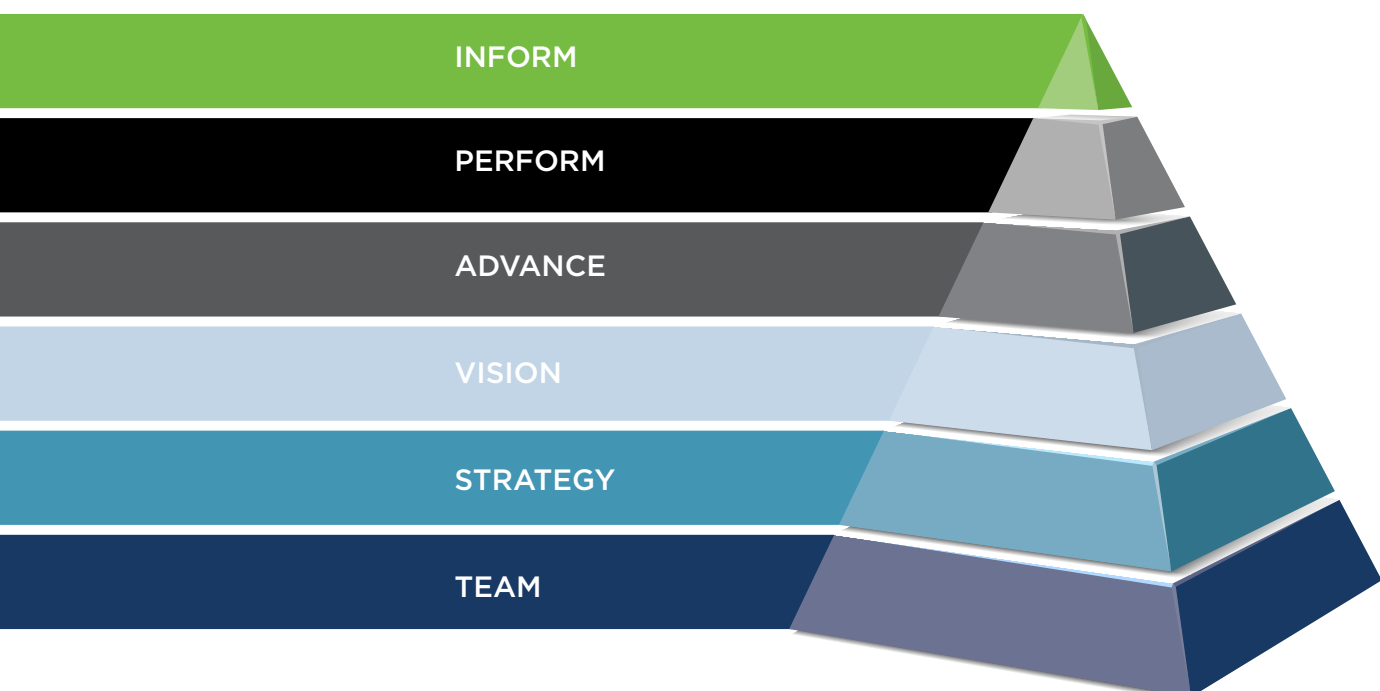 INFORM
PERFORM
ADVANCE
VISION
STRATEGY
TEAM